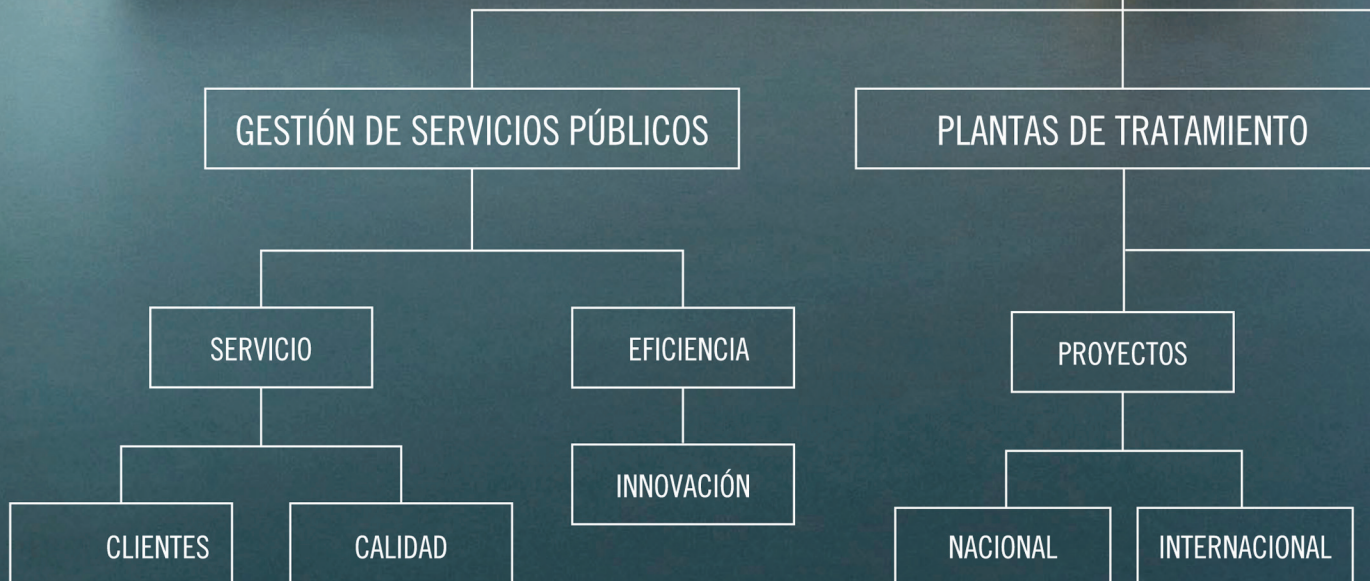 GESTIÓN DE SERVICIOS PÚBLICOS
PLANTAS DE TRATAMIENTO
SERVICIO
EFICIENCIA
PROYECTOS
INNOVACIÓN
CLIENTES
CALIDAD
NACIONAL
INTERNACIONAL